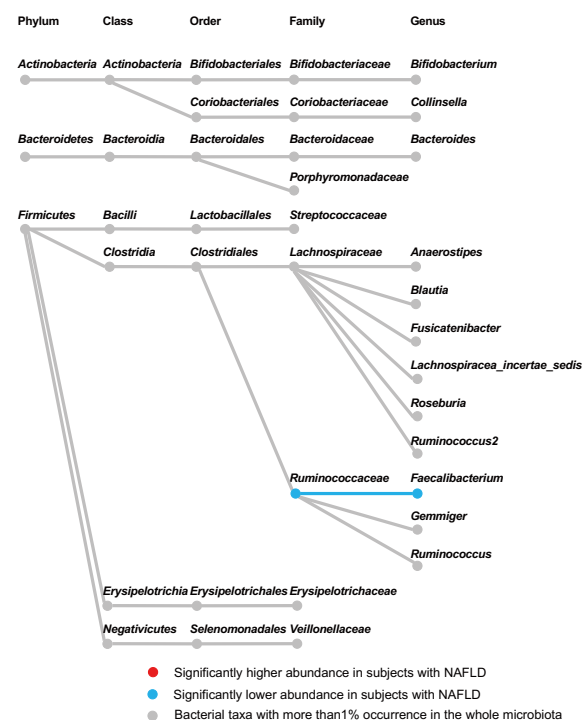 Phylum Class Order Family Genus
Actinobacteria Actinobacteria Bifidobacteriales Bifidobacteriaceae Bifidobacterium
Coriobacteriales Coriobacteriaceae Collinsella
Bacteroidetes Bacteroidia Bacteroidales Bacteroidaceae Bacteroides
Porphyromonadaceae
Firmicutes Bacilli Lactobacillales Streptococcaceae
Clostridia Clostridiales Lachnospiraceae Anaerostipes
Blautia
Fusicatenibacter
Lachnospiracea_incertae_sedis
Roseburia
Ruminococcus2
Ruminococcaceae Faecalibacterium
Gemmiger
Ruminococcus
Erysipelotrichia Erysipelotrichales Erysipelotrichaceae
Negativicutes Selenomonadales Veillonellaceae
Significantly higher abundance in subjects with NAFLD
Significantly lower abundance in subjects with NAFLD
Bacterial taxa with more than1% occurrence in the whole microbiota